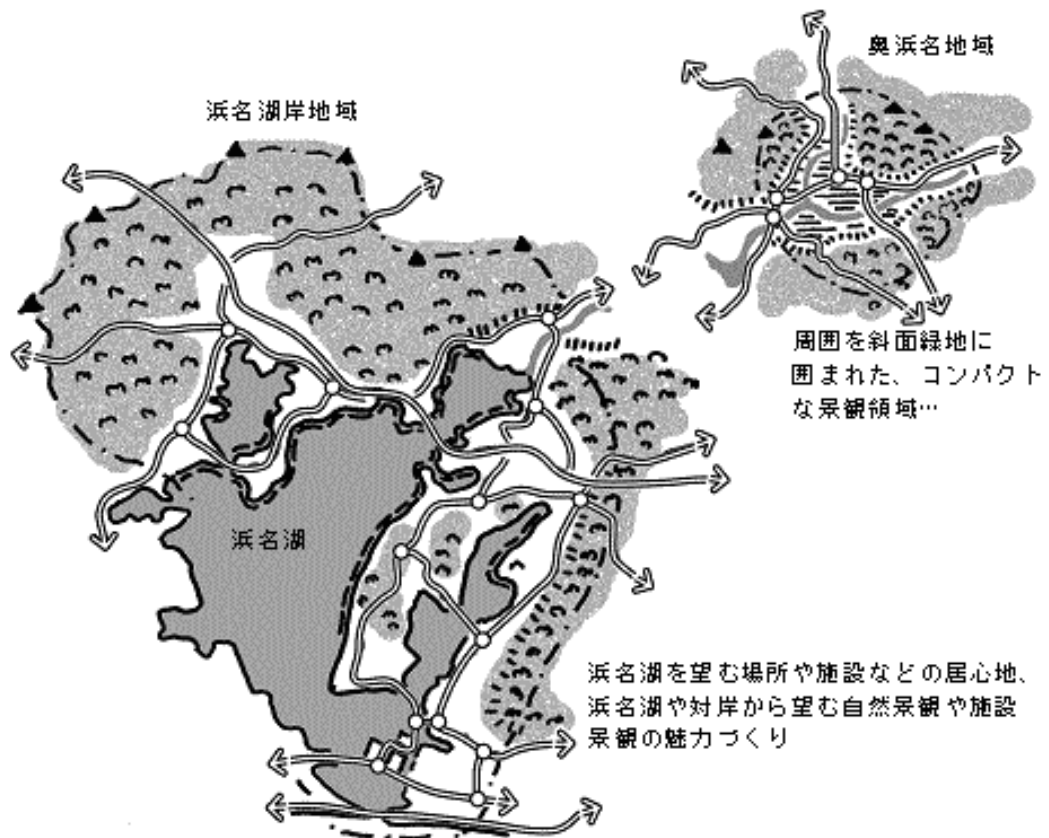 浜名湖岸地域
奥浜名地域
周囲を斜面緑地に
囲まれた、コンパクト
な景観領域…
浜名湖
浜名湖を望む場所や施設などの居心地、
浜名湖や対岸から望む自然景観や施設
景観の魅力づくり